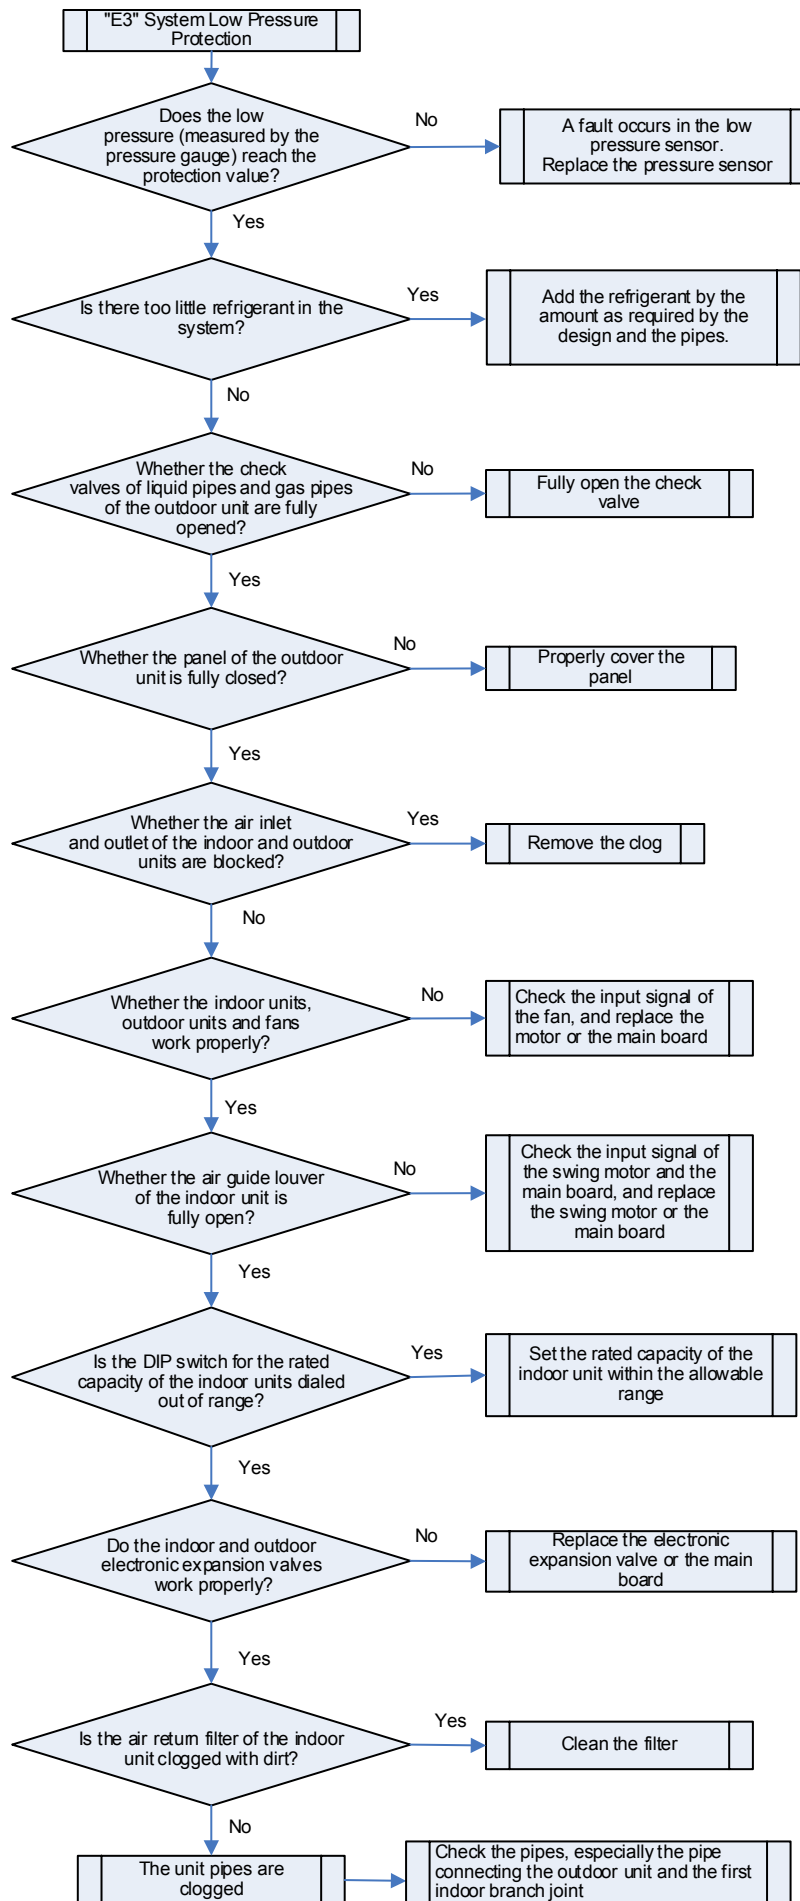 "E3" System Low Pressure
Protection
Does the low
pressure (measured by the
pressure gauge) reach the
protection value?
No
A fault occurs in the low
pressure sensor.
Replace the pressure sensor
Yes
Is there too little refrigerant in the
system?
Yes
Add the refrigerant by the
amount as required by the
design and the pipes.
No
Whether the check
valves of liquid pipes and gas pipes
of the outdoor unit are fully
opened?
No
Fully open the check
valve
Yes
Whether the panel of the outdoor
unit is fully closed?
No
Properly cover the
panel
Yes
Whether the air inlet
and outlet of the indoor and outdoor
units are blocked?
Yes
Remove the clog
No
Whether the indoor units,
outdoor units and fans
work properly?
No
Check the input signal of
the fan, and replace the
motor or the main board
Yes
Whether the air guide louver
of the indoor unit is
fully open?
No
Check the input signal of
the swing motor and the
main board, and replace
the swing motor or the
main board
Yes
Is the DIP switch for the rated
capacity of the indoor units dialed
out of range?
Yes
Set the rated capacity of the
indoor unit within the allowable
range
Yes
Do the indoor and outdoor
electronic expansion valves
work properly?
No
Replace the electronic
expansion valve or the main
board
Yes
Is the air return filter of the indoor
unit clogged with dirt?
Yes
Clean the filter
No
The unit pipes are
clogged
Check the pipes, especially the pipe
connecting the outdoor unit and the first
indoor branch joint